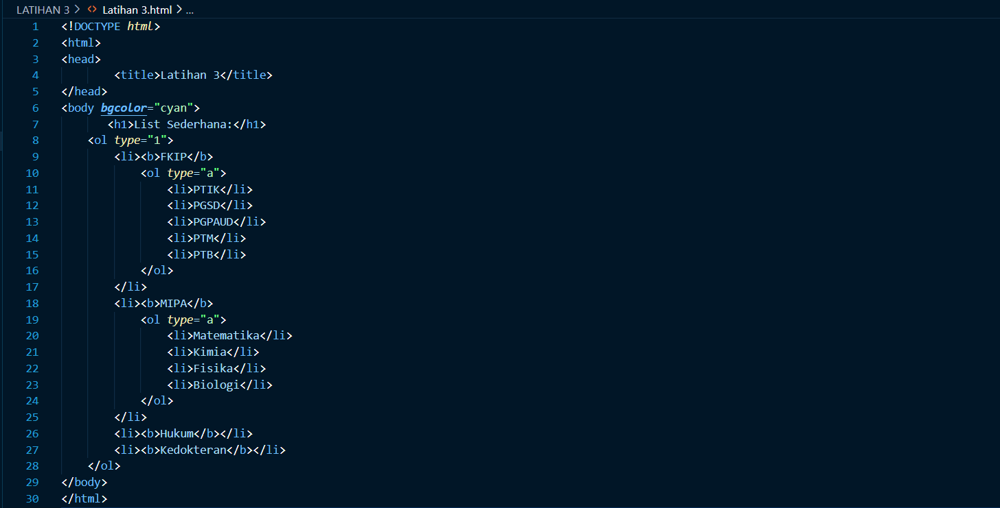 LATIHAN 3 > <> Latihan 3.html > ...
1 <!DOCTYPE html>
2 <html>
3 <head>
4 <title>Latihan 3</title>
5 </head>
6 <body bgcolor="cyan">
7 <h1>List Sederhana:</h1>
8 <ol type="1">
9 <li><b>FKIP</b>
10 <ol type="a">
11 <li>PTIK</li>
12 <li>PGSD</li>
13 <li>PGPAUD</li>
14 <li>PTM</li>
15 <li>PTB</li>
16 </ol>
17 </li>
18 <li><b>MIPA</b>
19 <ol type="a">
20 <li>Matematika</li>
21 <li>Kimia</li>
22 <li>Fisika</li>
23 <li>Biologi</li>
24 </ol>
25 </li>
26 <li><b>Hukum</b></li>
27 <li><b>Kedokteran</b></li>
28 </ol>
29 </body>
30 </html>